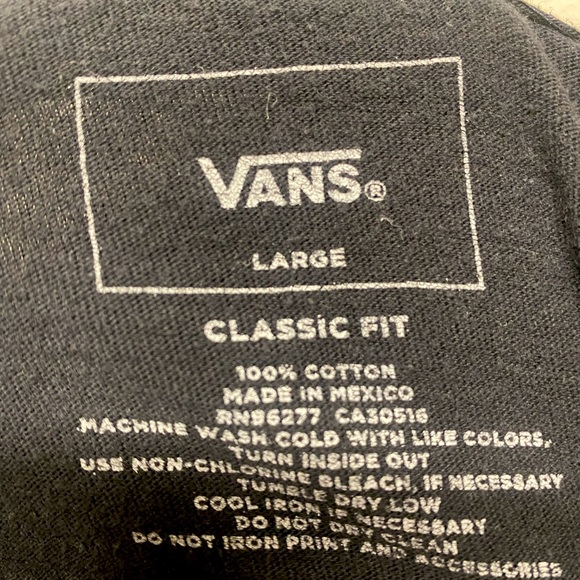 VANS®
LARGE
CLASSIC FIT
100% COTTON
MADE IN MEXICO
RN86277 CA30516
MACHINE WASH COLD WITH LIKE COLORS,
TURN INSIDE OUT
USE NON-CHLORINE BLEACH, IF NECESSARY
TUMBLE DRY LOW
COOL IRON IF NECESSARY
DO NOT DRY CLEAN
DO NOT IRON PRINT AND ACCESSORIES